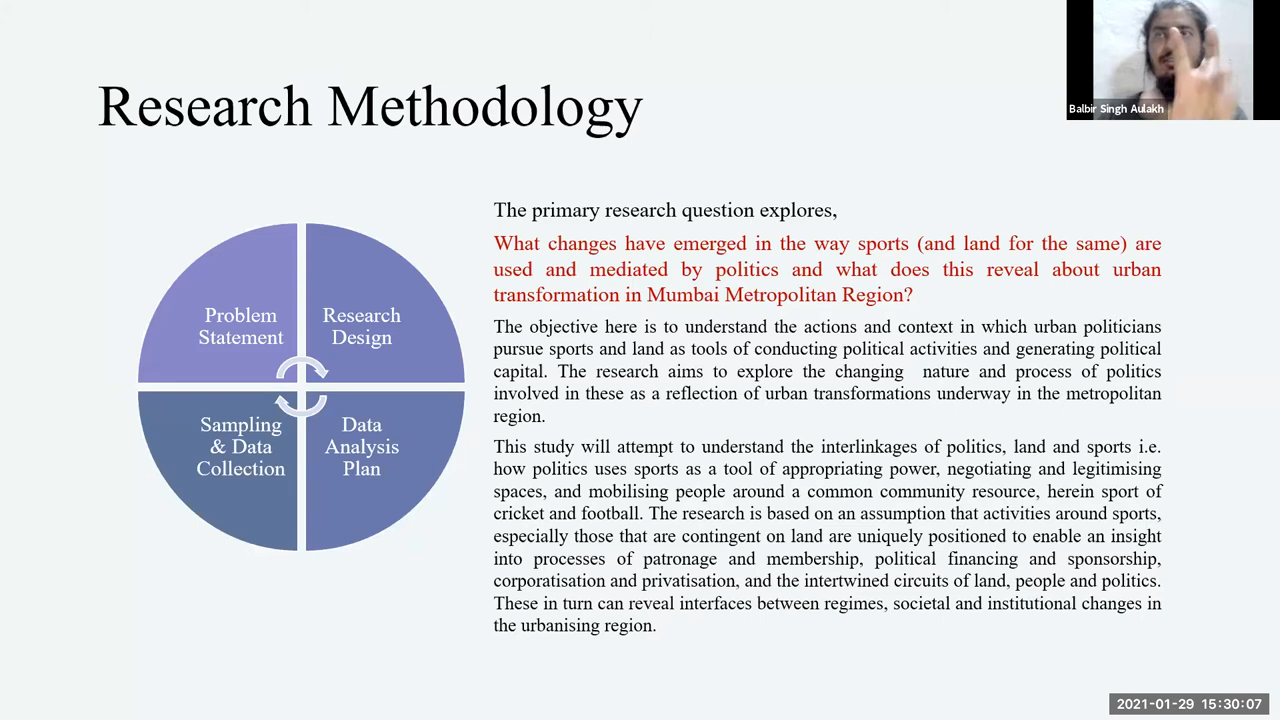 Balbir Singh Aulakh
Research Methodology
Problem
Statement
Research
Design
Sampling
& Data
Collection
Data
Analysis
Plan
The primary research question explores,
What changes have emerged in the way sports (and land for the same) are
used and mediated by politics and what does this reveal about urban
transformation in Mumbai Metropolitan Region?
The objective here is to understand the actions and context in which urban politicians
pursue sports and land as tools of conducting political activities and generating political
capital. The research aims to explore the changing nature and process of politics
involved in these as a reflection of urban transformations underway in the metropolitan
region.
This study will attempt to understand the interlinkages of politics, land and sports i.e.
how politics uses sports as a tool of appropriating power, negotiating and legitimising
spaces, and mobilising people around a common community resource, herein sport of
cricket and football. The research is based on an assumption that activities around sports,
especially those that are contingent on land are uniquely positioned to enable an insight
into processes of patronage and membership, political financing and sponsorship,
corporatisation and privatisation, and the intertwined circuits of land, people and politics.
These in turn can reveal interfaces between regimes, societal and institutional changes in
the urbanising region.
2021-01-29 15:30:07